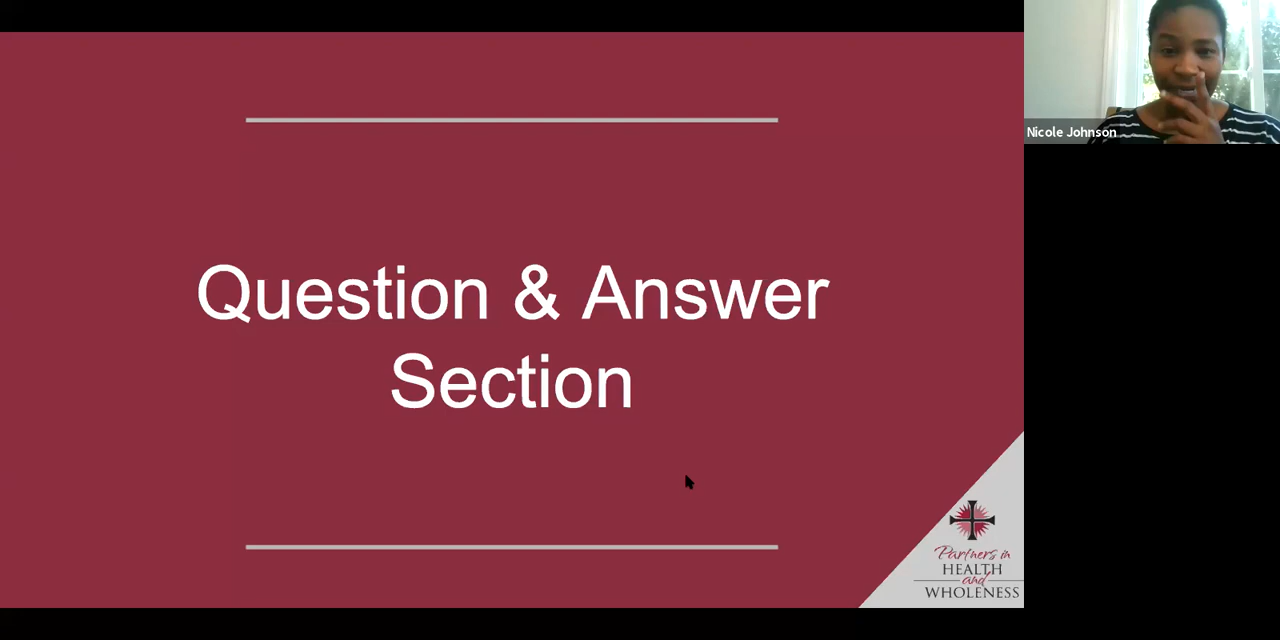 Nicole Johnson
Question & Answer
Section
Partners in
HEALTH
and
WHOLENESS